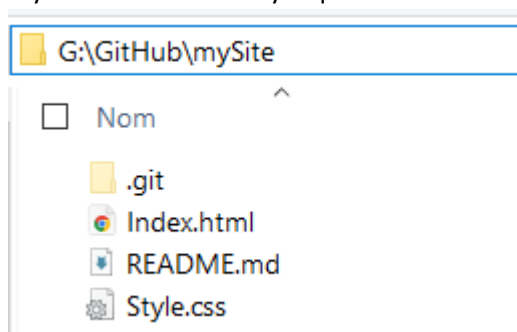 G:\GitHub\mySite
Nom
.git
Index.html
README.md
Style.css